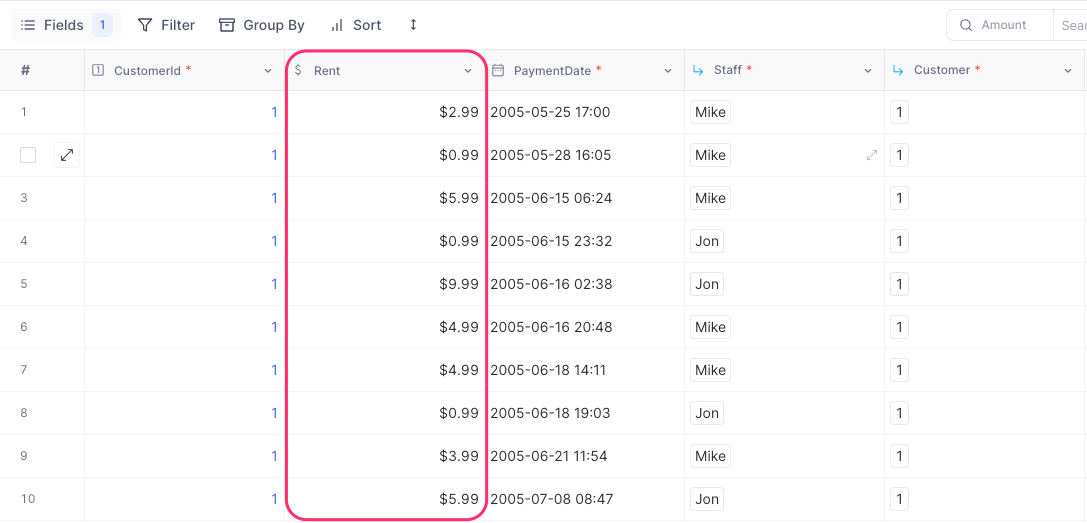 Fields 1 Filter Group By Sort Amount Sear
# CustomerId * $ Rent PaymentDate * Staff * Customer *
1 1 $2.99 2005-05-25 17:00 Mike 1
1 $0.99 2005-05-28 16:05 Mike 1
3 1 $5.99 2005-06-15 06:24 Mike 1
4 1 $0.99 2005-06-15 23:32 Jon 1
5 1 $9.99 2005-06-16 02:38 Jon 1
6 1 $4.99 2005-06-16 20:48 Mike 1
7 1 $4.99 2005-06-18 14:11 Mike 1
8 1 $0.99 2005-06-18 19:03 Jon 1
9 1 $3.99 2005-06-21 11:54 Mike 1
10 1 $5.99 2005-07-08 08:47 Jon 1